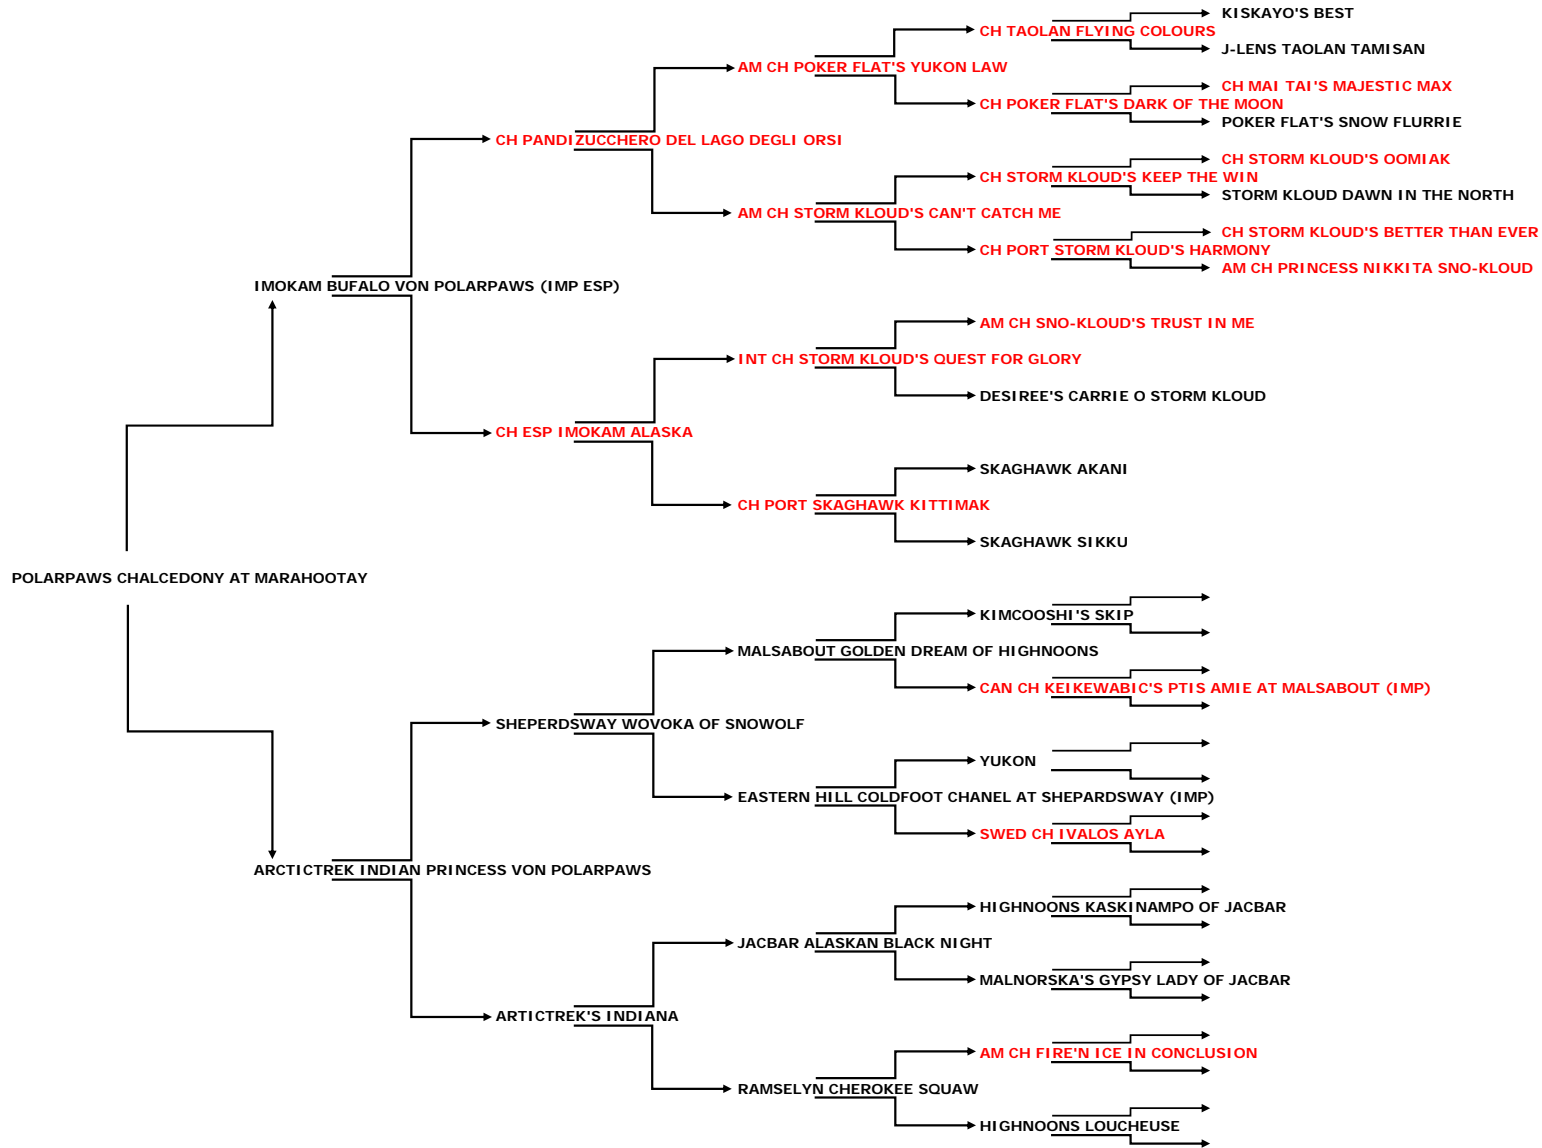 KISKAYO'S BEST
CH TAOLAN FLYING COLOURS
J-LENS TAOLAN TAMISAN
AM CH POKER FLAT'S YUKON LAW
CH MAI TAI'S MAJESTIC MAX
CH POKER FLAT'S DARK OF THE MOON
POKER FLAT'S SNOW FLURRIE
CH PANDIZUCCHERO DEL LAGO DEGLI ORSI
CH STORM KLOUD'S OOMIAK
CH STORM KLOUD'S KEEP THE WIN
STORM KLOUD DAWN IN THE NORTH
AM CH STORM KLOUD'S CAN'T CATCH ME
CH STORM KLOUD'S BETTER THAN EVER
CH PORT STORM KLOUD'S HARMONY
AM CH PRINCESS NIKKITA SNO-KLOUD
IMOKAM BUFALO VON POLARPAWS (IMP ESP)
AM CH SNO-KLOUD'S TRUST IN ME
INT CH STORM KLOUD'S QUEST FOR GLORY
DESIREE'S CARRIE O STORM KLOUD
CH ESP IMOKAM ALASKA
SKAGHAWK AKANI
CH PORT SKAGHAWK KITTIMAK
SKAGHAWK SIKKU
POLARPAWS CHALCEDONY AT MARAHOOTAY
KIMCOOSHI'S SKIP
MALSABOUT GOLDEN DREAM OF HIGHNOONS
CAN CH KEIKEWABIC'S PTIS AMIE AT MALSABOUT (IMP)
SHEPERDSWAY WOVOKA OF SNOWOLF
YUKON
EASTERN HILL COLDFOOT CHANEL AT SHEPARDSWAY (IMP)
SWED CH IVALOS AYLA
ARCTICTREK INDIAN PRINCESS VON POLARPAWS
HIGHNOONS KASKINAMPO OF JACBAR
JACBAR ALASKAN BLACK NIGHT
MALNORSKA'S GYPSY LADY OF JACBAR
ARTICTREK'S INDIANA
AM CH FIRE'N ICE IN CONCLUSION
RAMSELYN CHEROKEE SQUAW
HIGHNOONS LOUCHEUSE